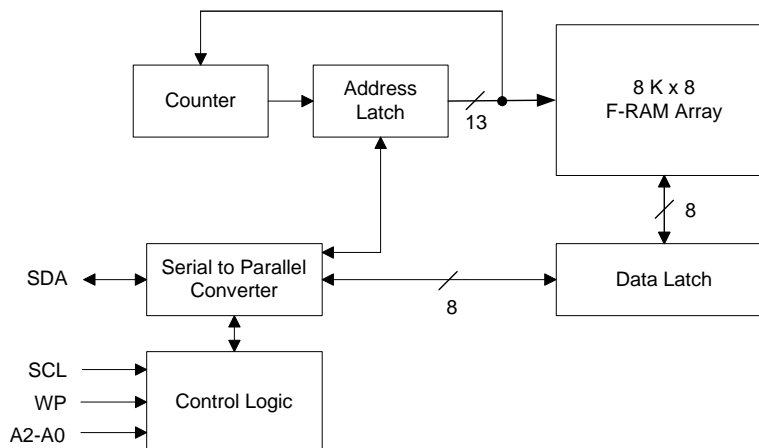 Counter
Address
Latch
13
8 K x 8
F-RAM Array
8
SDA
Serial to Parallel
Converter
8
Data Latch
SCL
WP
A2-A0
Control Logic